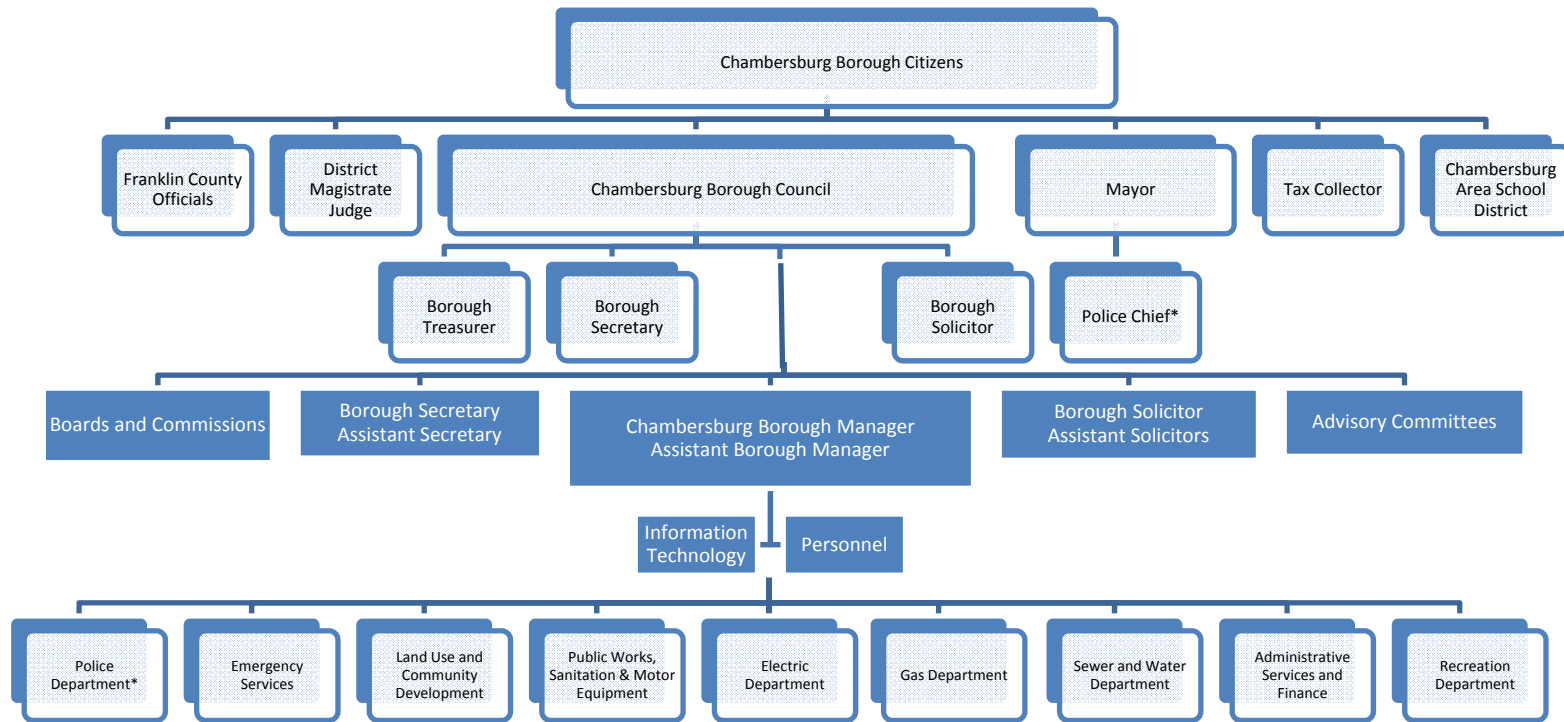 Chambersburg Borough Citizens
Franklin County
Officials
District
Magistrate
Judge
Chambersburg Borough Council
Mayor
Tax Collector
Chambersburg
Area School
District
Borough
Treasurer
Borough
Secretary
Borough
Solicitor
Police Chief*
Boards and Commissions
Borough Secretary
Assistant Secretary
Chambersburg Borough Manager
Assistant Borough Manager
Borough Solicitor
Assistant Solicitors
Advisory Committees
Information
Technology
Personnel
Police
Department*
Emergency
Services
Land Use and
Community
Development
Public Works,
Sanitation & Motor
Equipment
Electric
Department
Gas Department
Sewer and Water
Department
Administrative
Services and
Finance
Recreation
Department